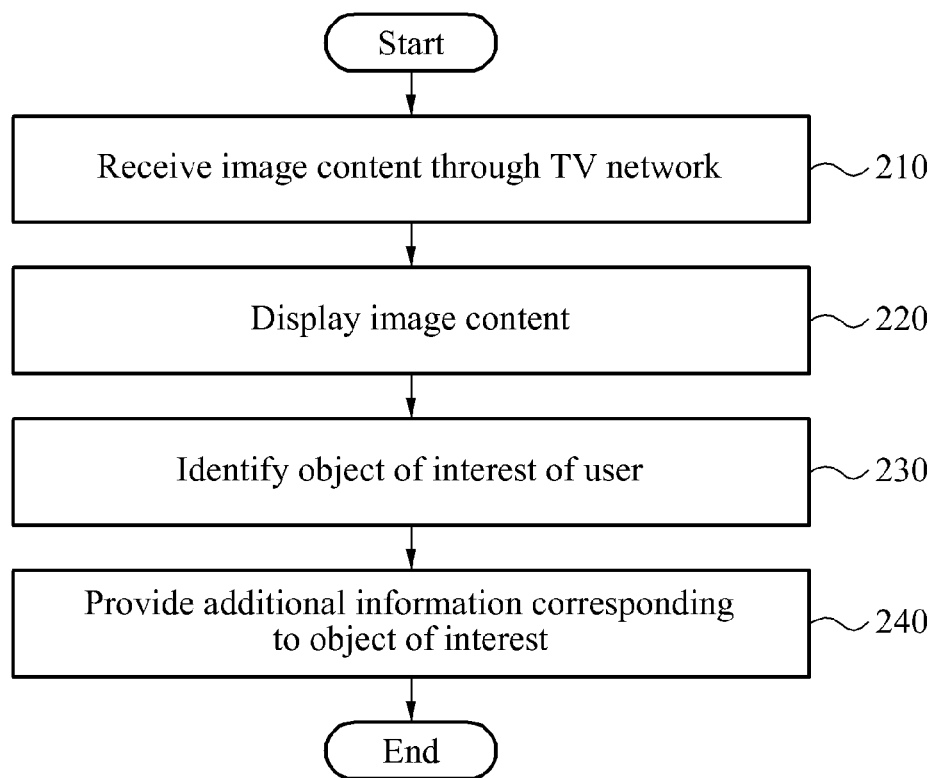 Start
Receive image content through TV network
210
Display image content
220
Identify object of interest of user
230
Provide additional information corresponding
to object of interest
240
End